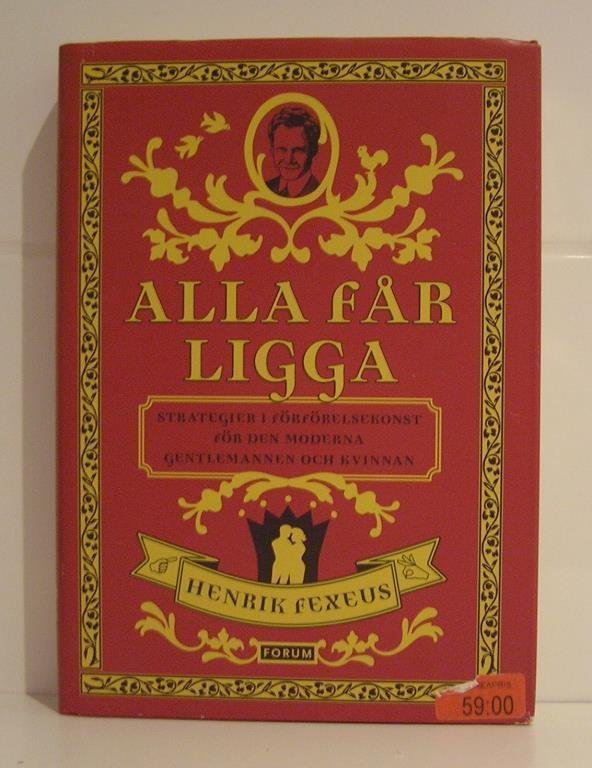 ALLA FÅR
LIGGA
STRATEGIER I FÖRFÖRELSEKONST
FÖR DEN MODERNA
GENTLEMANNEN OCH KVINNAN
HENRIK FEXEUS
FORUM
59:00